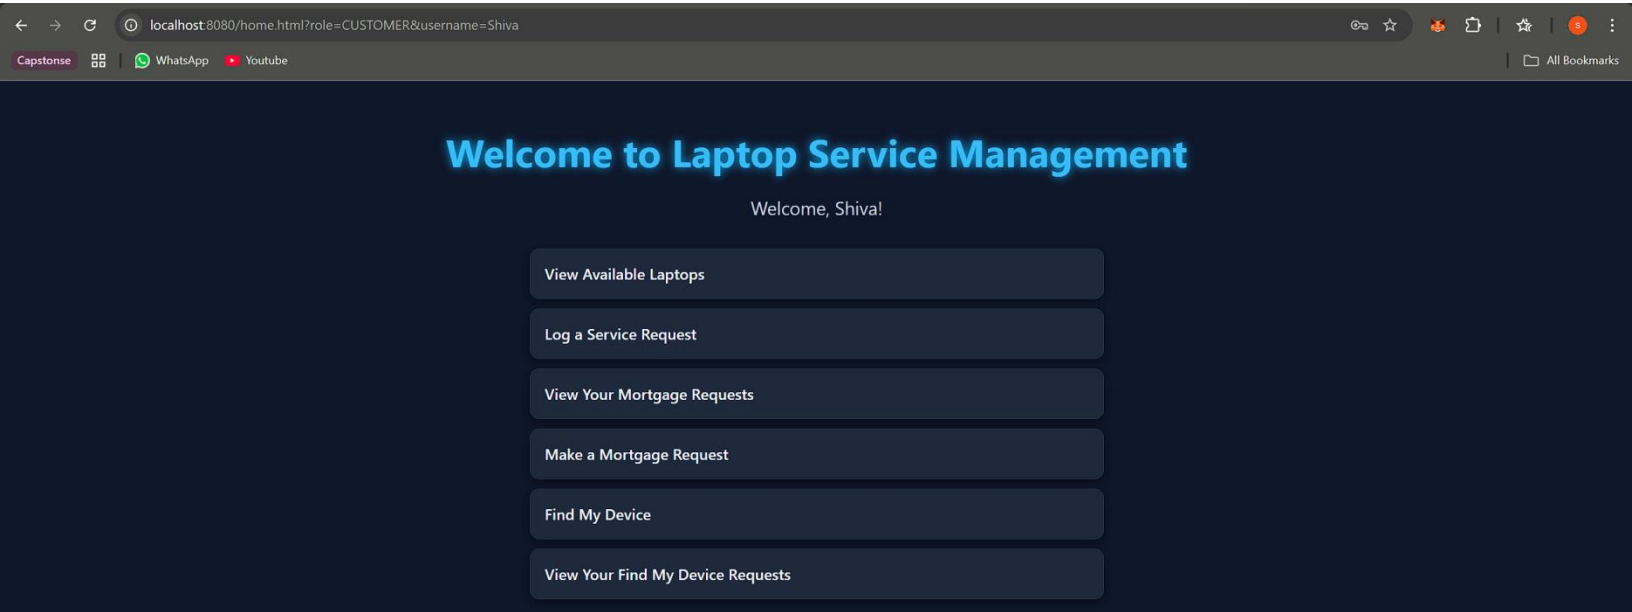 localhost:8080/home.html?role=CUSTOMER&username=Shiva
Capstonse WhatsApp Youtube All Bookmarks
Welcome to Laptop Service Management
Welcome, Shiva!
View Available Laptops
Log a Service Request
View Your Mortgage Requests
Make a Mortgage Request
Find My Device
View Your Find My Device Requests